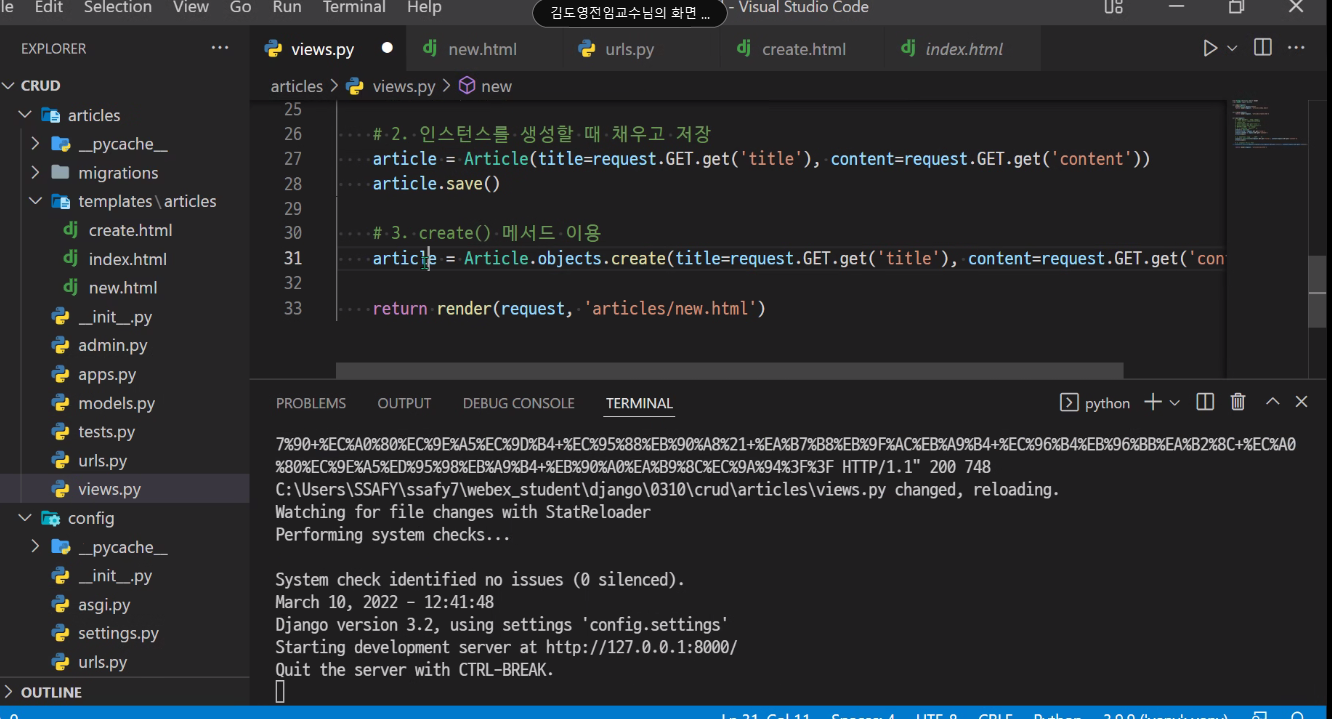 le Edit Selection View Go Run Terminal Help
김도영전임교수님의 화면 ...
- Visual Studio Code
EXPLORER
views.py new.html urls.py create.html index.html
articles > views.py > new
CRUD
articles
__pycache__
migrations
templates\articles
create.html
index.html
new.html
__init__.py
admin.py
apps.py
models.py
tests.py
urls.py
views.py
config
__pycache__
__init__.py
asgi.py
settings.py
urls.py
OUTLINE
25
26 # 2. 인스턴스를 생성할 때 채우고 저장
27 article = Article(title=request.GET.get('title'), content=request.GET.get('content'))
28 article.save()
29
30 # 3. create() 메서드 이용
31 article = Article.objects.create(title=request.GET.get('title'), content=request.GET.get('con
32
33 return render(request, 'articles/new.html')
PROBLEMS OUTPUT DEBUG CONSOLE TERMINAL
python
7%90+%EC%A0%80%EC%9E%A5%EC%9D%B4+%EC%95%88%EB%90%A8%21+%EA%B7%B8%EB%9F%AC%EB%A9%B4+%EC%96%B4%EB%96%BB%EA%B2%8C+%EC%A0
%80%EC%9E%A5%ED%95%98%EB%A9%B4+%EB%90%A0%EA%B9%8C%EC%9A%94%3F%3F HTTP/1.1" 200 748
C:\Users\SSAFY\ssafy7\webex_student\django\0310\crud\articles\views.py changed, reloading.
Watching for file changes with StatReloader
Performing system checks...
System check identified no issues (0 silenced).
March 10, 2022 - 12:41:48
Django version 3.2, using settings 'config.settings'
Starting development server at http://127.0.0.1:8000/
Quit the server with CTRL-BREAK.
Ln 31, Col 11 Spaces: 4 UTF-8 CRLF Python